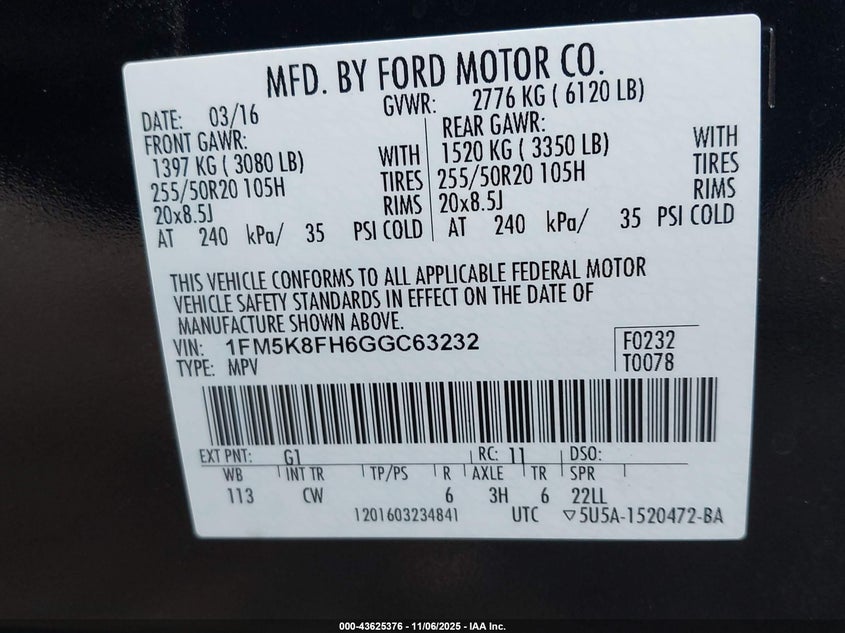 MFD. BY FORD MOTOR CO.
DATE: 03/16 GVWR: 2776 KG ( 6120 LB)
FRONT GAWR: REAR GAWR:
1397 KG ( 3080 LB) WITH 1520 KG ( 3350 LB) WITH
255/50R20 105H TIRES 255/50R20 105H TIRES
20x8.5J RIMS 20x8.5J RIMS
AT 240 kPa/ 35 PSI COLD AT 240 kPa/ 35 PSI COLD
THIS VEHICLE CONFORMS TO ALL APPLICABLE FEDERAL MOTOR
VEHICLE SAFETY STANDARDS IN EFFECT ON THE DATE OF
MANUFACTURE SHOWN ABOVE.
VIN: 1FM5K8FH6GGC63232 F0232
TYPE: MPV T0078
EXT PNT: G1 RC: 11 DSO:
WB INT TR TP/PS R AXLE TR SPR
113 CW 6 3H 6 22LL
1201603234841 UTC ▽5U5A-1520472-BA
000-43625376 - 11/06/2025 - IAA Inc.